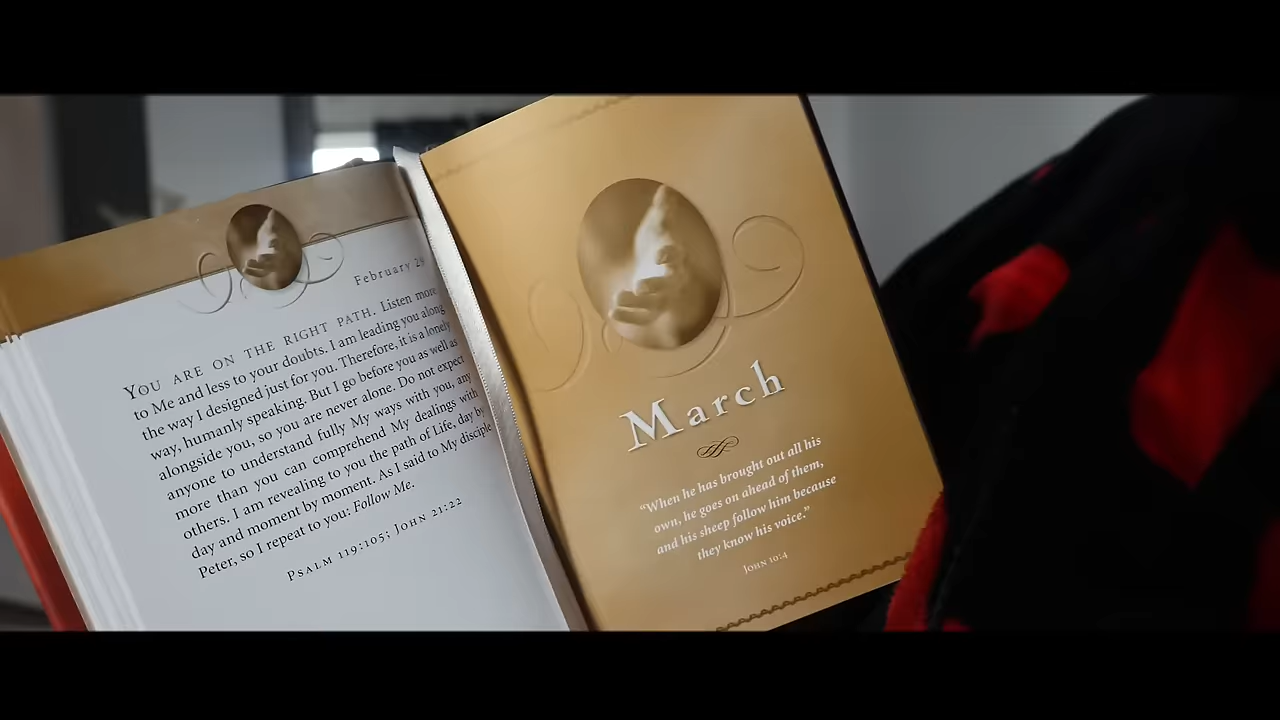 February 29
YOU ARE ON THE RIGHT PATH. Listen more
to Me and less to your doubts. I am leading you along
the way I designed just for you. Therefore, it is a lonely
way, humanly speaking. But I go before you as well as
alongside you, so you are never alone. Do not expect
anyone to understand fully My ways with you, any
more than you can comprehend My dealings with
others. I am revealing to you the path of Life, day by
day and moment by moment. As I said to My disciple
Peter, so I repeat to you: Follow Me.
PSALM 119:105; JOHN 21:22
March
“When he has brought out all his
own, he goes on ahead of them,
and his sheep follow him because
they know his voice.”
JOHN 10:4